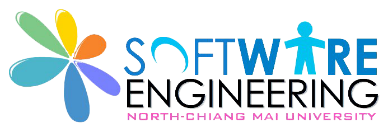 SOFTWARE
ENGINEERING
NORTH-CHIANG MAI UNIVERSITY